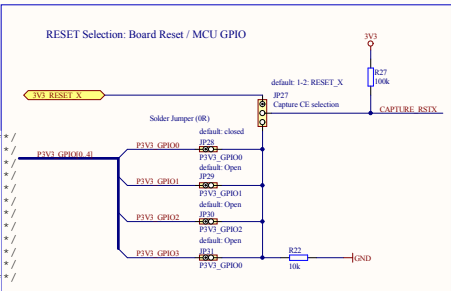 RESET Selection: Board Reset / MCU GPIO
3V3
R27
100k
default: 1-2: RESET_X
3V3_RESET_X
JP27
Capture CE selection
CAPTURE_RSTX
Solder Jumper (0R)
default: closed
*/
P3V3_GPIO0
JP28
*/
P3V3_GPIO[0..4]
P3V3_GPIO0
*/
default: Open
JP29
*/
P3V3_GPIO1
P3V3_GPIO1
*/
default: Open
*/
P3V3_GPIO2
JP30
P3V3_GPIO2
*/
default: Open
*/
P3V3_GPIO3
JP31
R22
GND
*/
P3V3_GPIO0
10k
*/